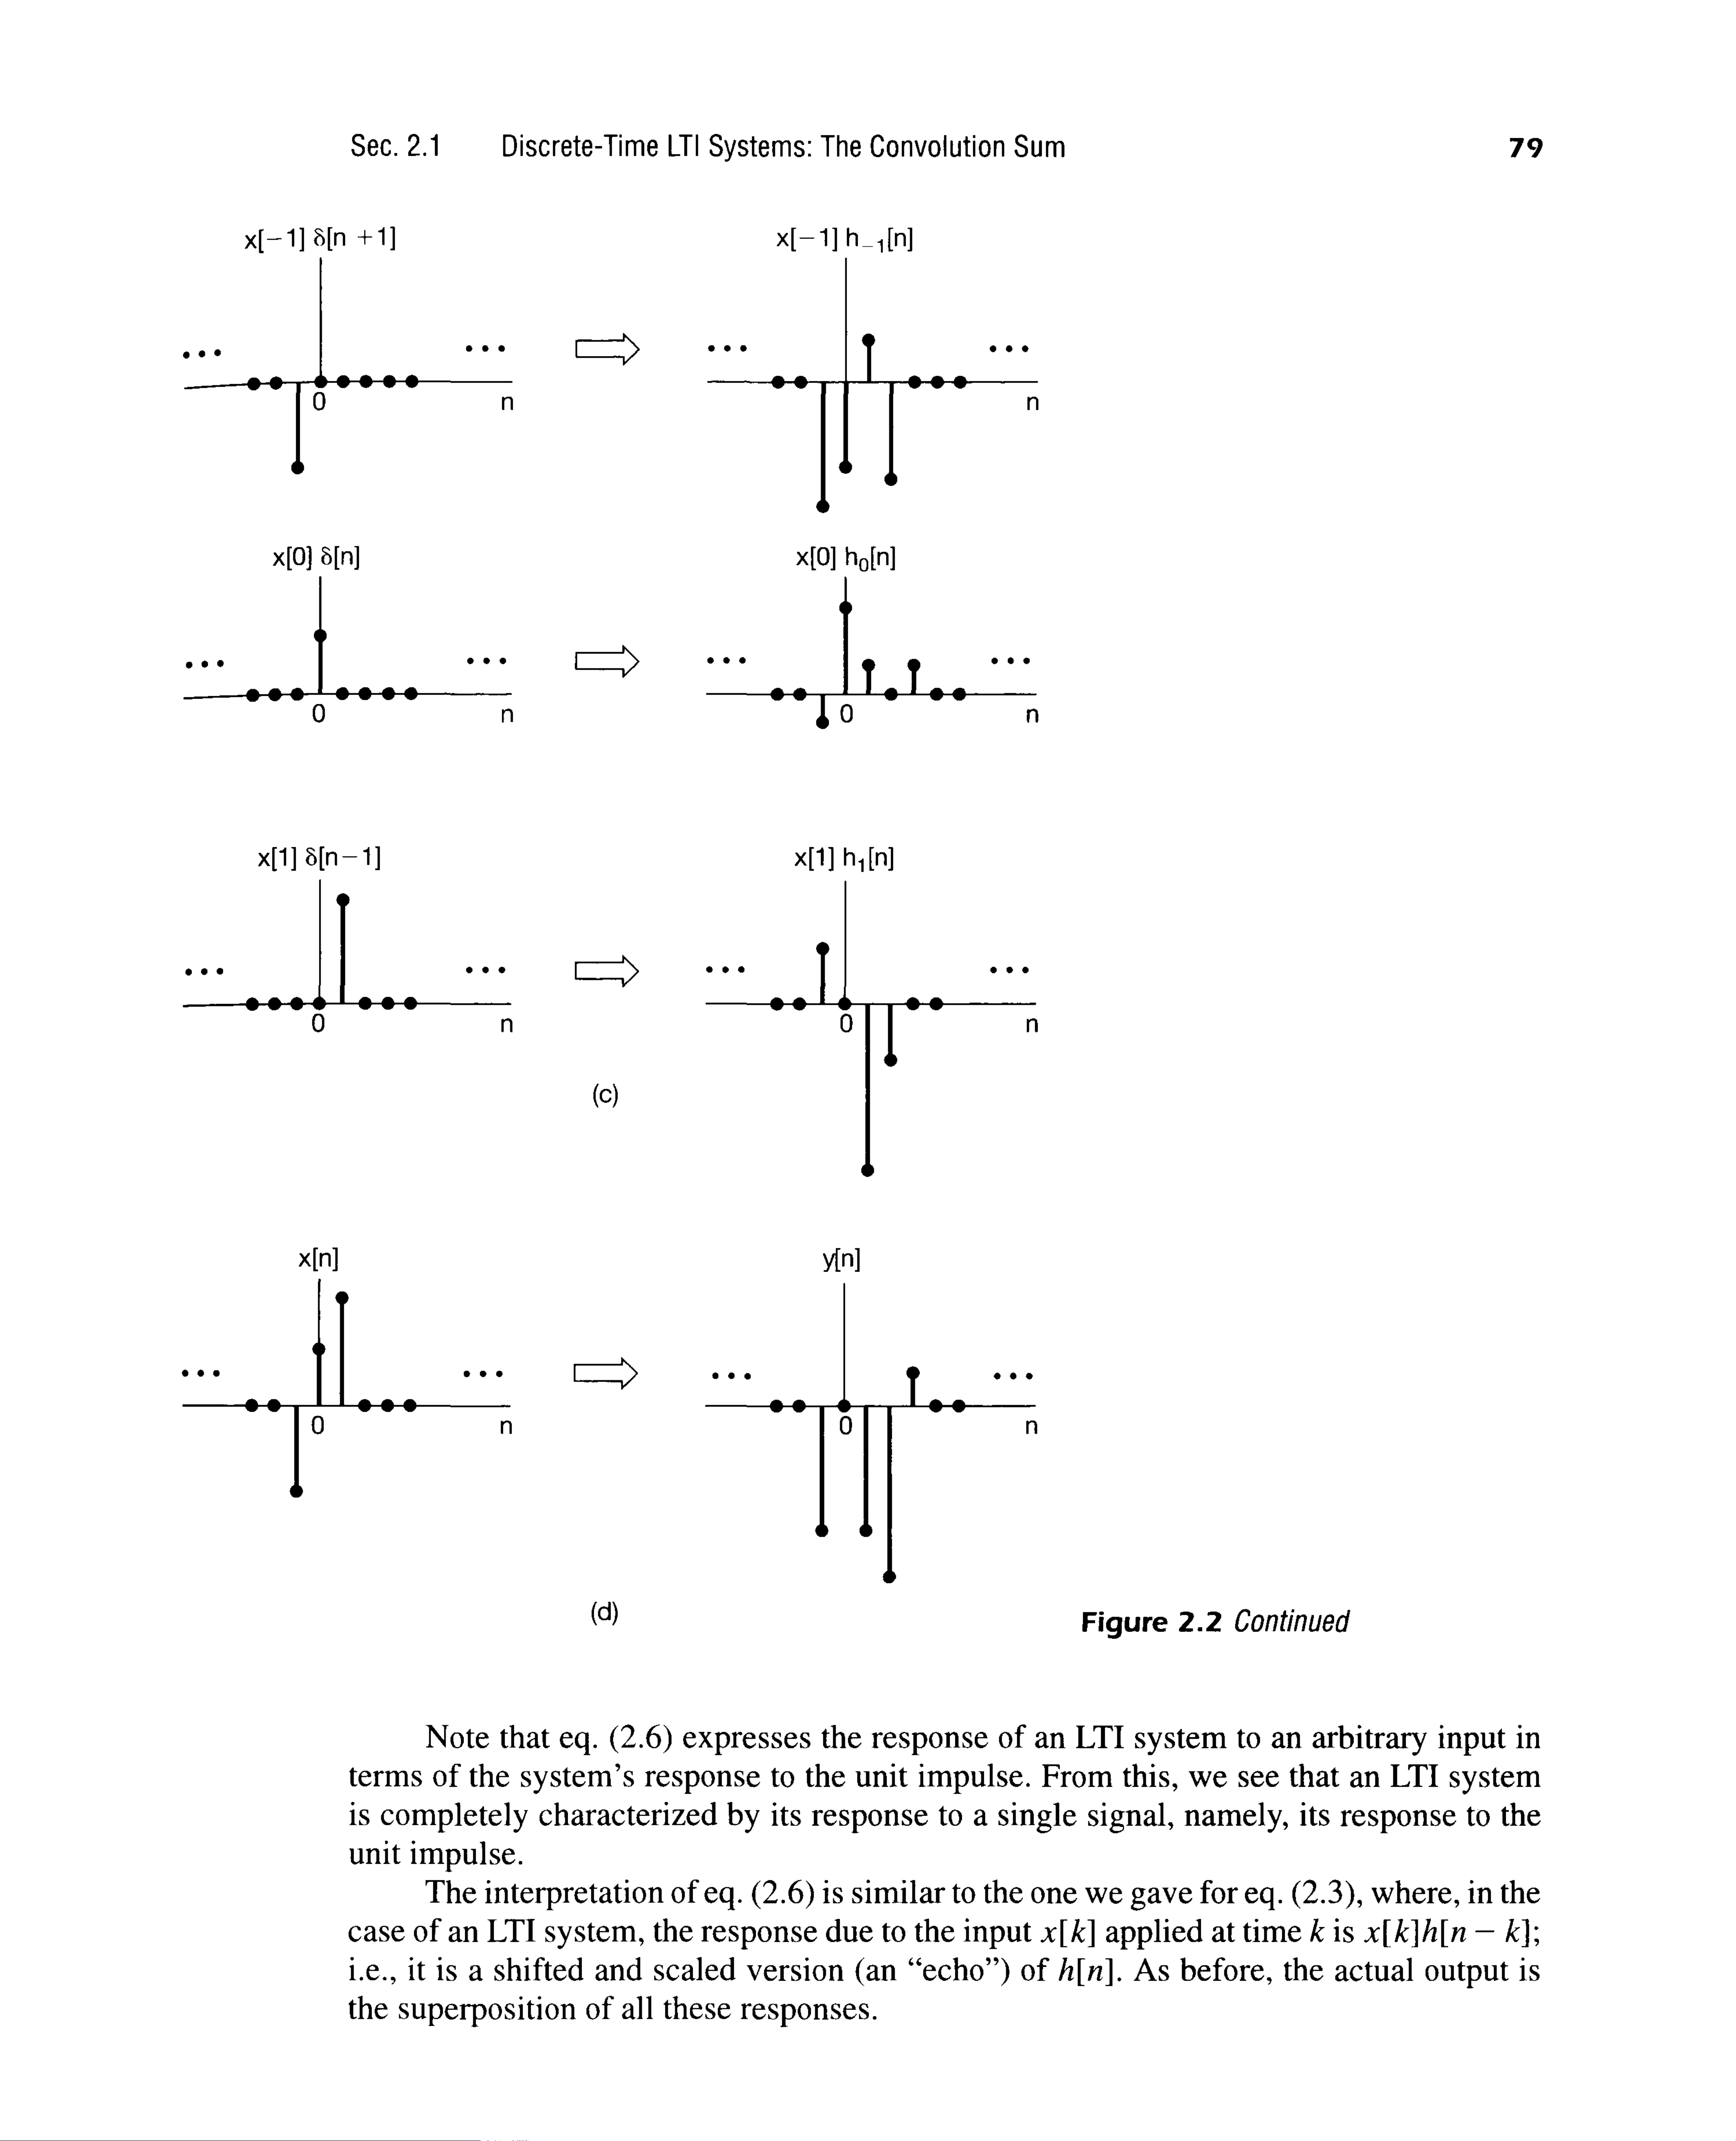 Sec. 2.1 Discrete-Time LTI Systems: The Convolution Sum 79
x[−1] δ[n +1] x[−1] h₋₁[n]
• • • • • • • • • • • •
0 n n
x[0] δ[n] x[0] h₀[n]
• • • • • • • • • • • •
0 n 0 n
x[1] δ[n−1] x[1] h₁[n]
• • • • • • • • • • • •
0 n 0 n
(c)
x[n] y[n]
• • • • • • • • • • • •
0 n 0 n
(d)
Figure 2.2 Continued
Note that eq. (2.6) expresses the response of an LTI system to an arbitrary input in
terms of the system's response to the unit impulse. From this, we see that an LTI system
is completely characterized by its response to a single signal, namely, its response to the
unit impulse.
The interpretation of eq. (2.6) is similar to the one we gave for eq. (2.3), where, in the
case of an LTI system, the response due to the input x[k] applied at time k is x[k]h[n − k];
i.e., it is a shifted and scaled version (an “echo”) of h[n]. As before, the actual output is
the superposition of all these responses.